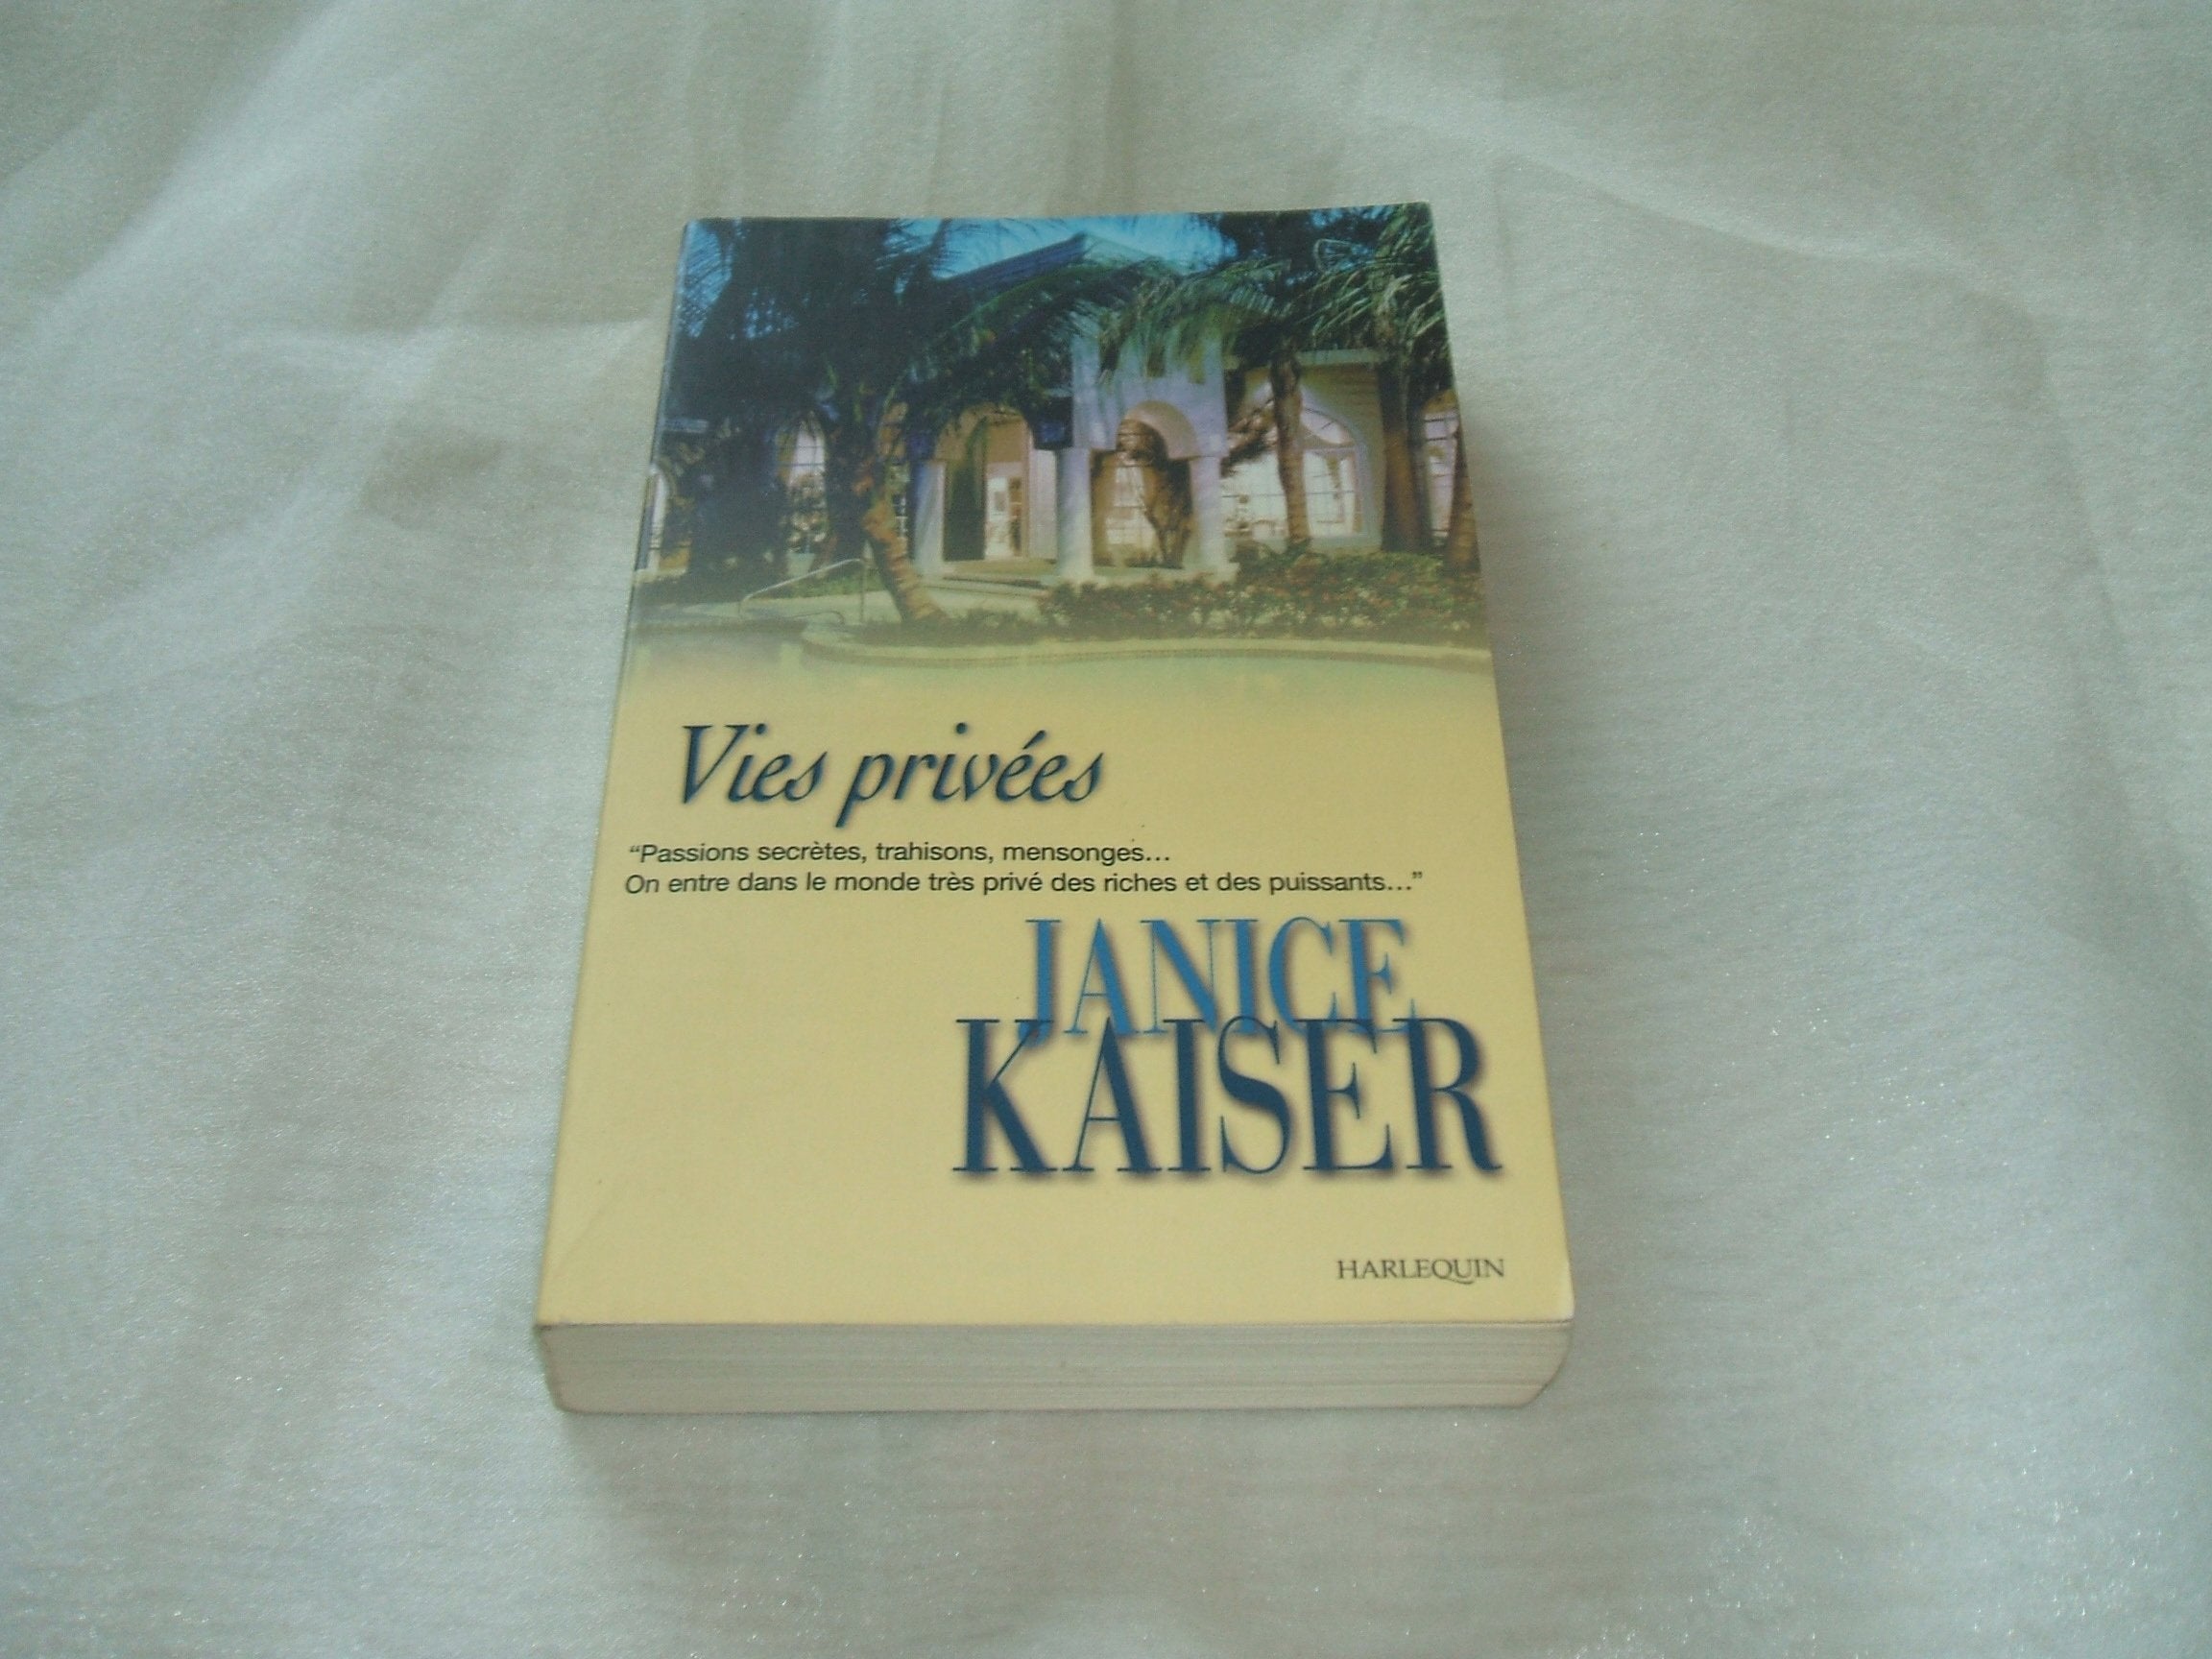 Vies privées
“Passions secrètes, trahisons, mensonges...
On entre dans le monde très privé des riches et des puissants...”
JANICE
KAISER
HARLEQUIN